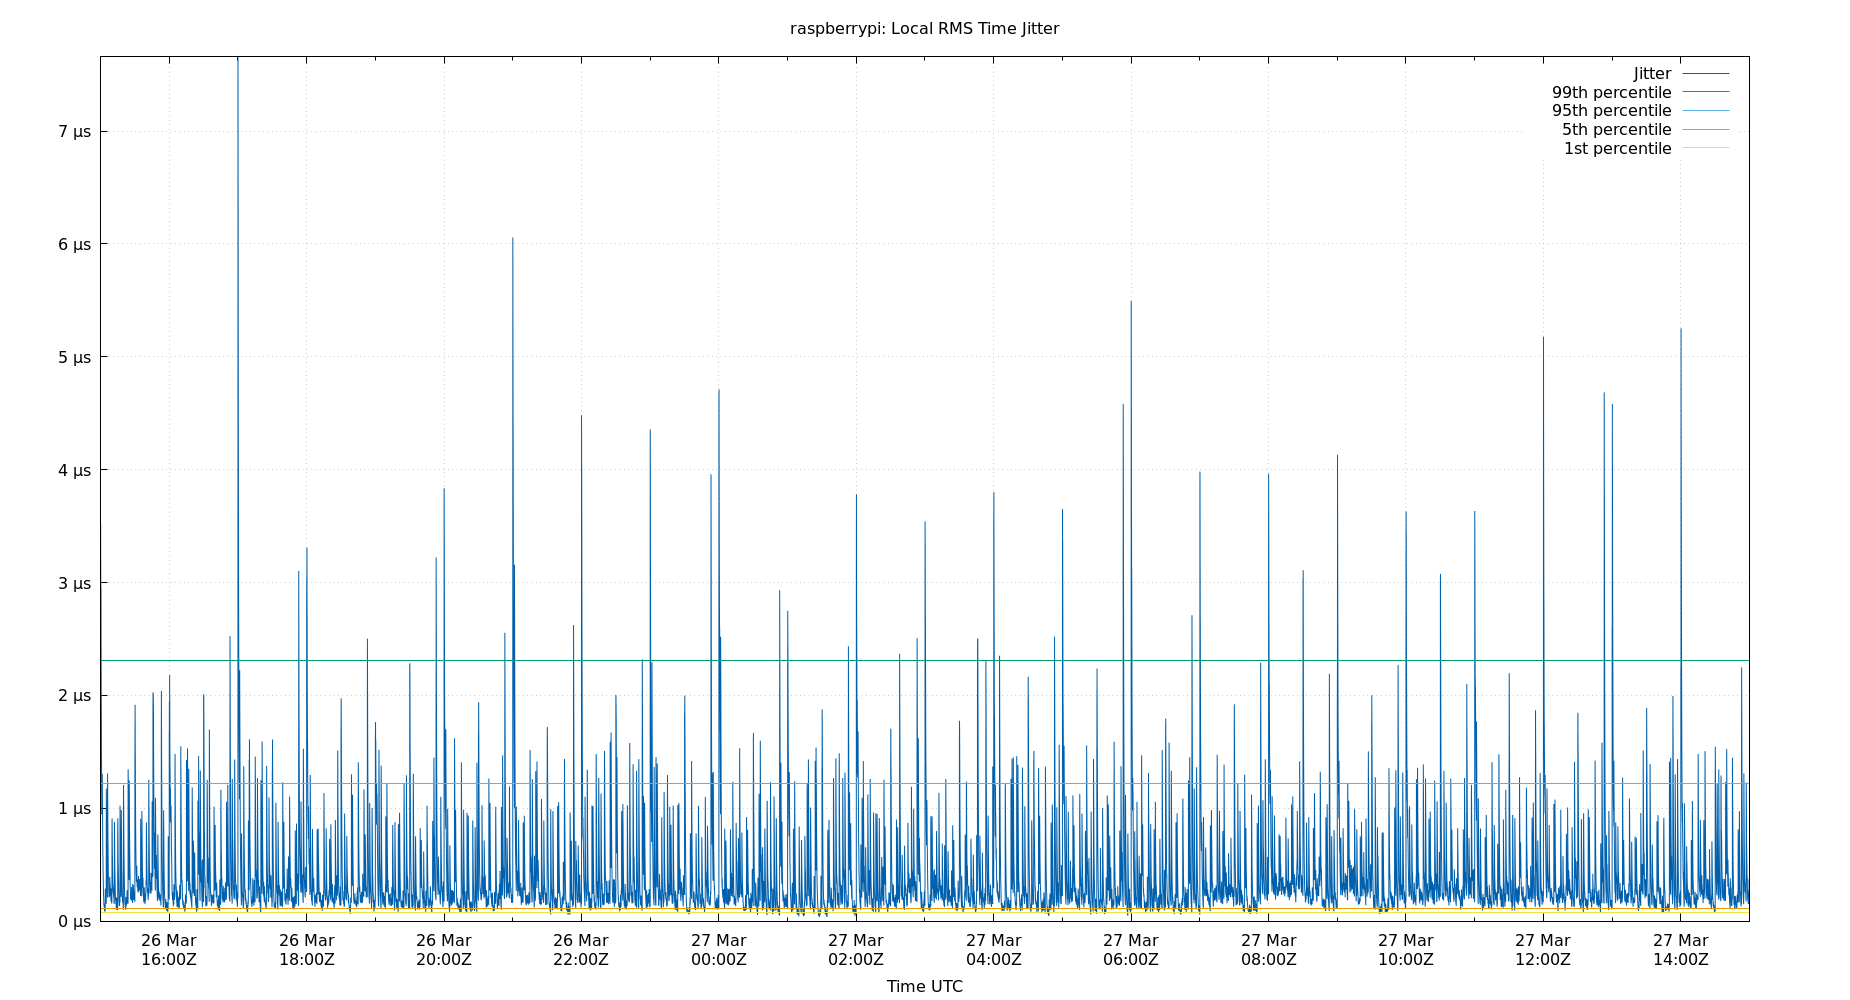 raspberrypi: Local RMS Time Jitter
Jitter
99th percentile
95th percentile
5th percentile
1st percentile
7 µs
6 µs
5 µs
4 µs
3 µs
2 µs
1 µs
0 µs
26 Mar 26 Mar 26 Mar 26 Mar 27 Mar 27 Mar 27 Mar 27 Mar 27 Mar 27 Mar 27 Mar 27 Mar
16:00Z 18:00Z 20:00Z 22:00Z 00:00Z 02:00Z 04:00Z 06:00Z 08:00Z 10:00Z 12:00Z 14:00Z
Time UTC